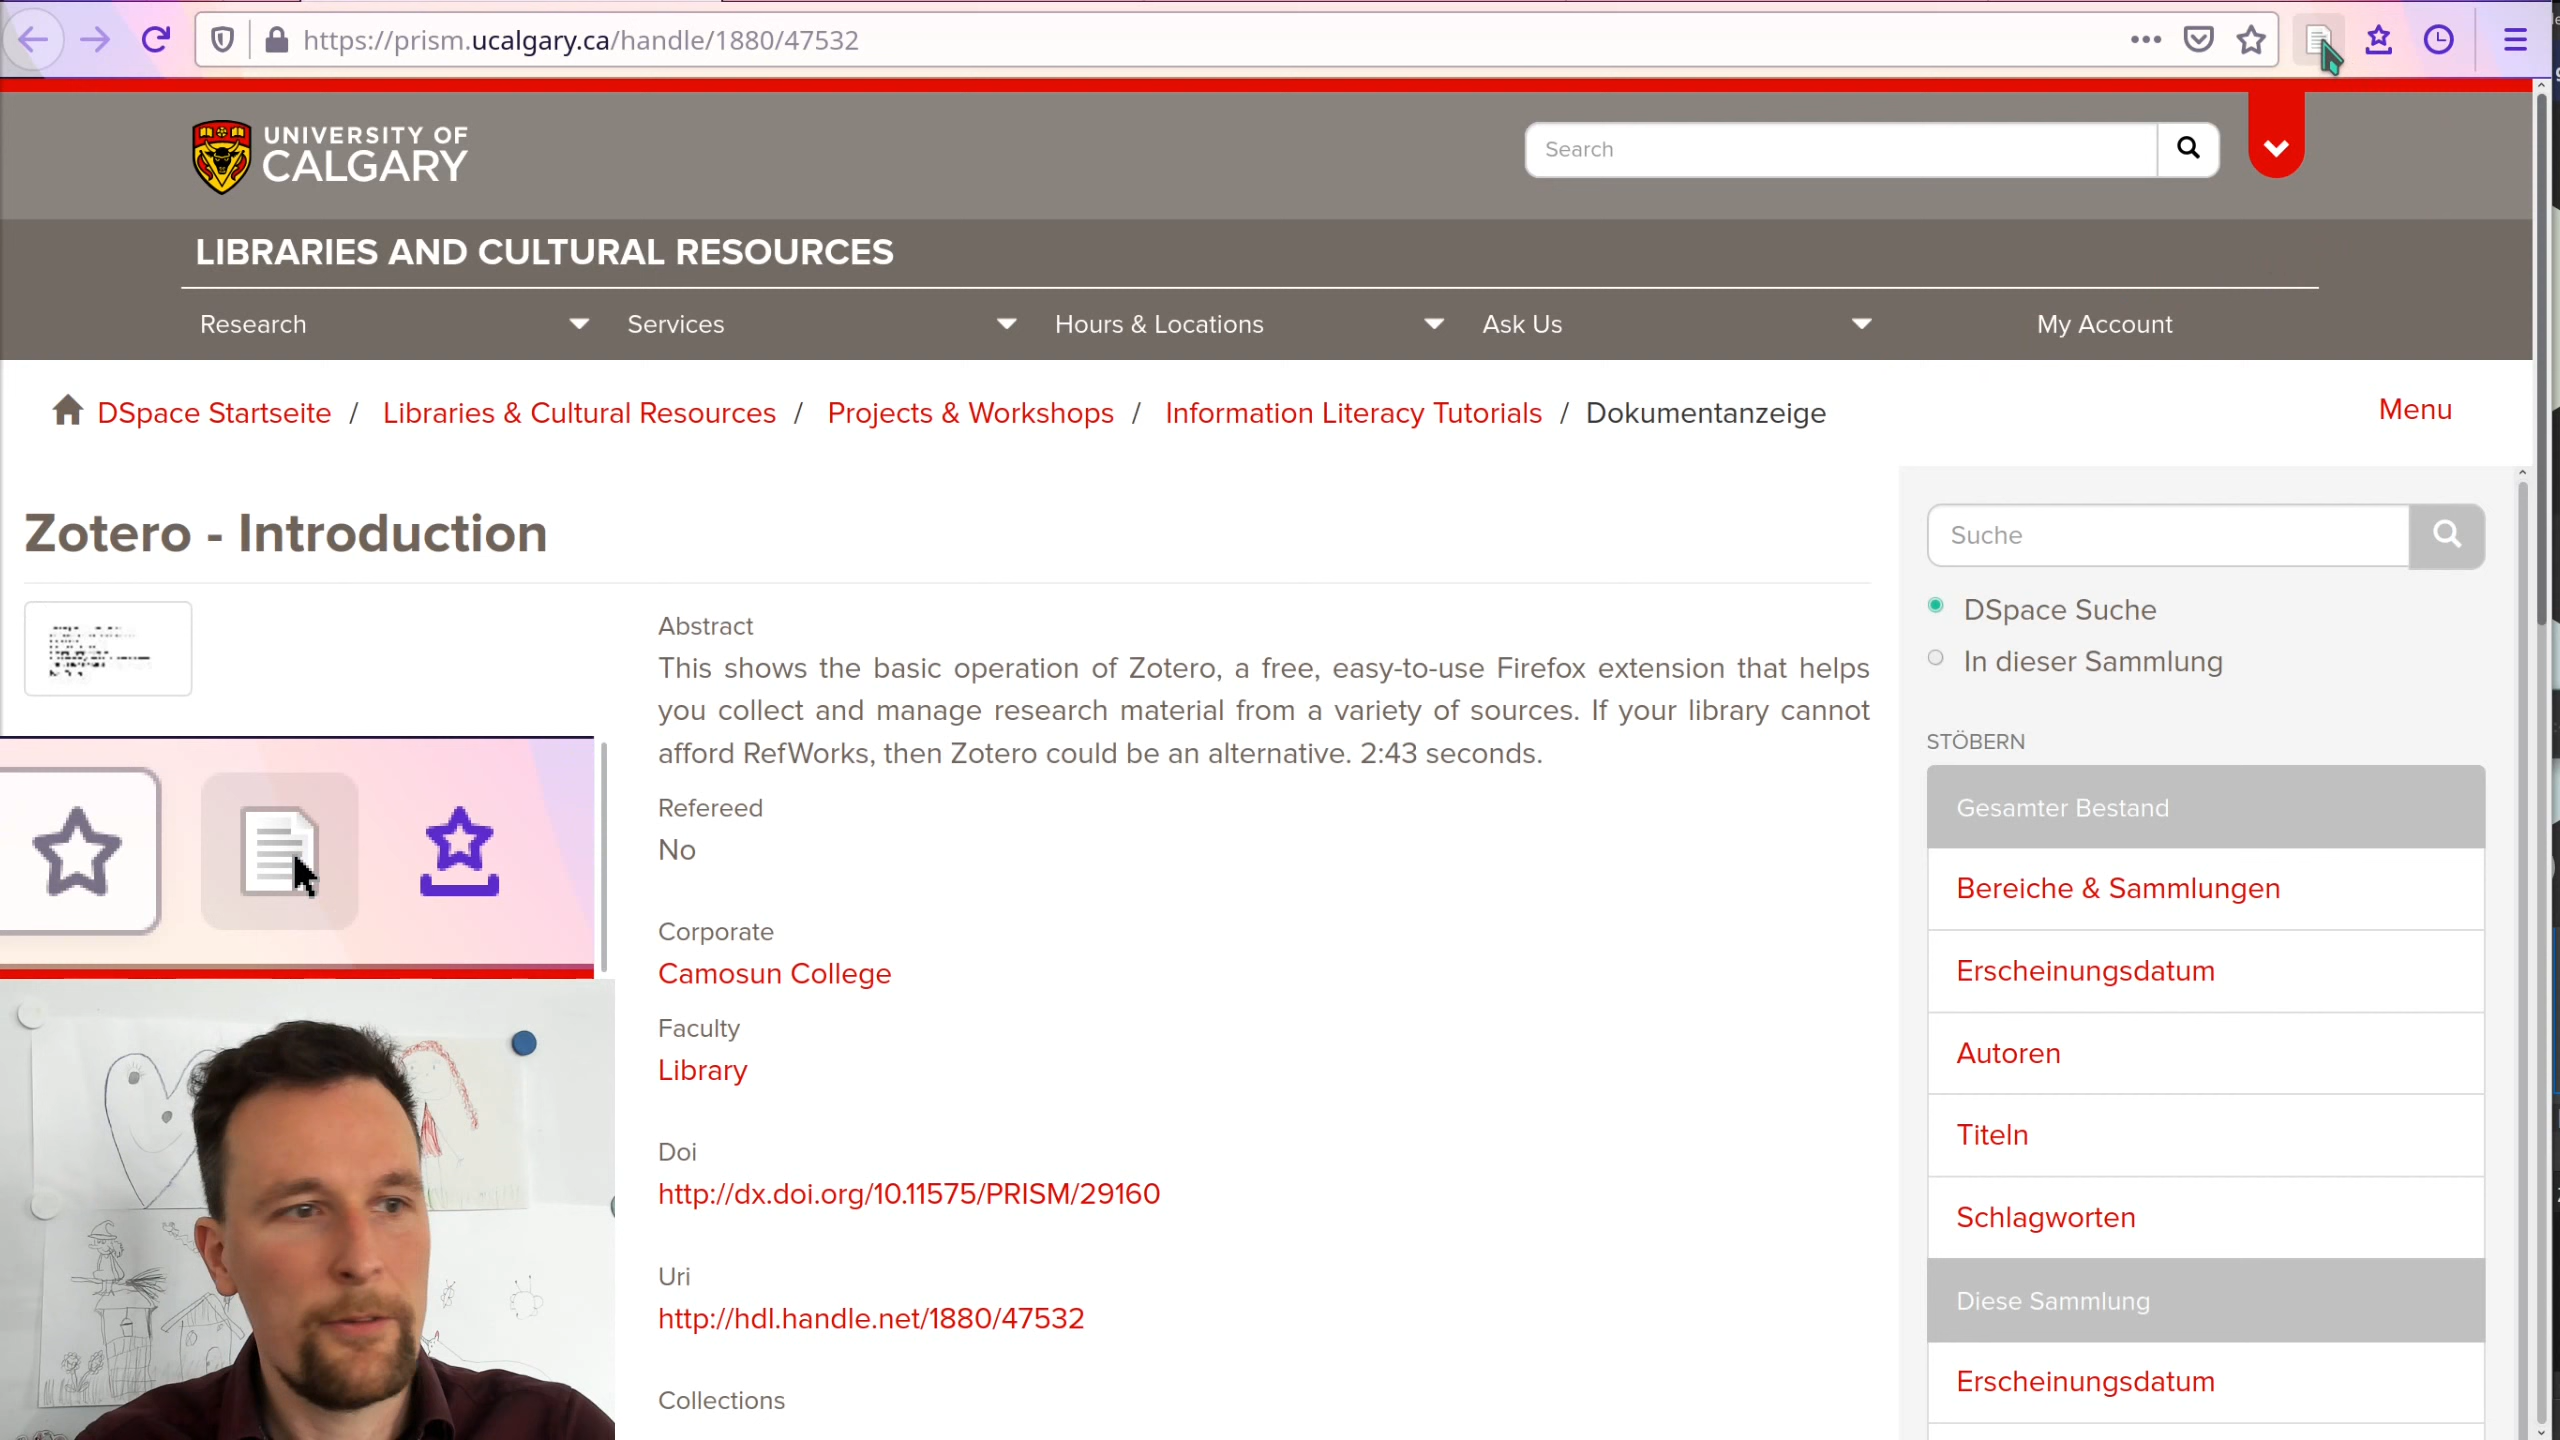 https://prism.ucalgary.ca/handle/1880/47532
UNIVERSITY OF
CALGARY
Search
LIBRARIES AND CULTURAL RESOURCES
Research
Services
Hours & Locations
Ask Us
My Account
DSpace Startseite / Libraries & Cultural Resources / Projects & Workshops / Information Literacy Tutorials / Dokumentanzeige
Menu
Zotero - Introduction
Abstract
This shows the basic operation of Zotero, a free, easy-to-use Firefox extension that helps
you collect and manage research material from a variety of sources. If your library cannot
afford RefWorks, then Zotero could be an alternative. 2:43 seconds.
Refereed
No
Corporate
Camosun College
Faculty
Library
Doi
http://dx.doi.org/10.11575/PRISM/29160
Uri
http://hdl.handle.net/1880/47532
Collections
Suche
DSpace Suche
In dieser Sammlung
STÖBERN
Gesamter Bestand
Bereiche & Sammlungen
Erscheinungsdatum
Autoren
Titeln
Schlagworten
Diese Sammlung
Erscheinungsdatum